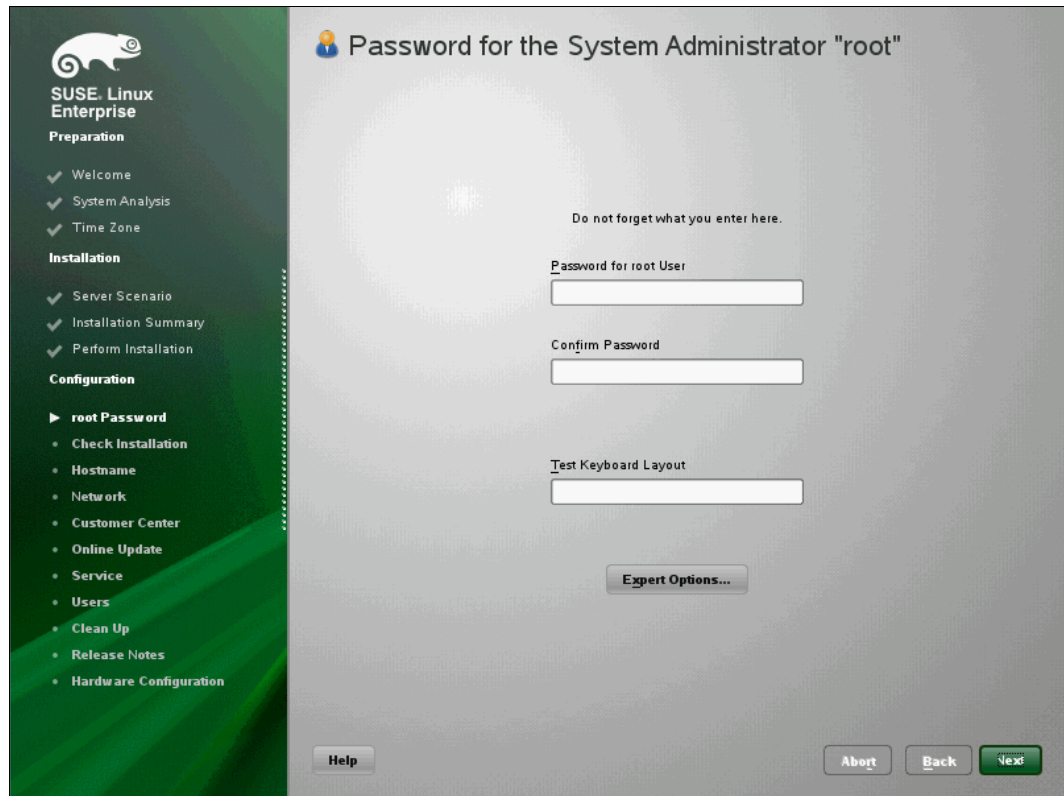 SUSE. Linux
Enterprise
Preparation
Welcome
System Analysis
Time Zone
Installation
Server Scenario
Installation Summary
Perform Installation
Configuration
root Password
Check Installation
Hostname
Network
Customer Center
Online Update
Service
Users
Clean Up
Release Notes
Hardware Configuration
Password for the System Administrator "root"
Do not forget what you enter here.
Password for root User
Confirm Password
Test Keyboard Layout
Expert Options...
Help
Abort
Back
Next